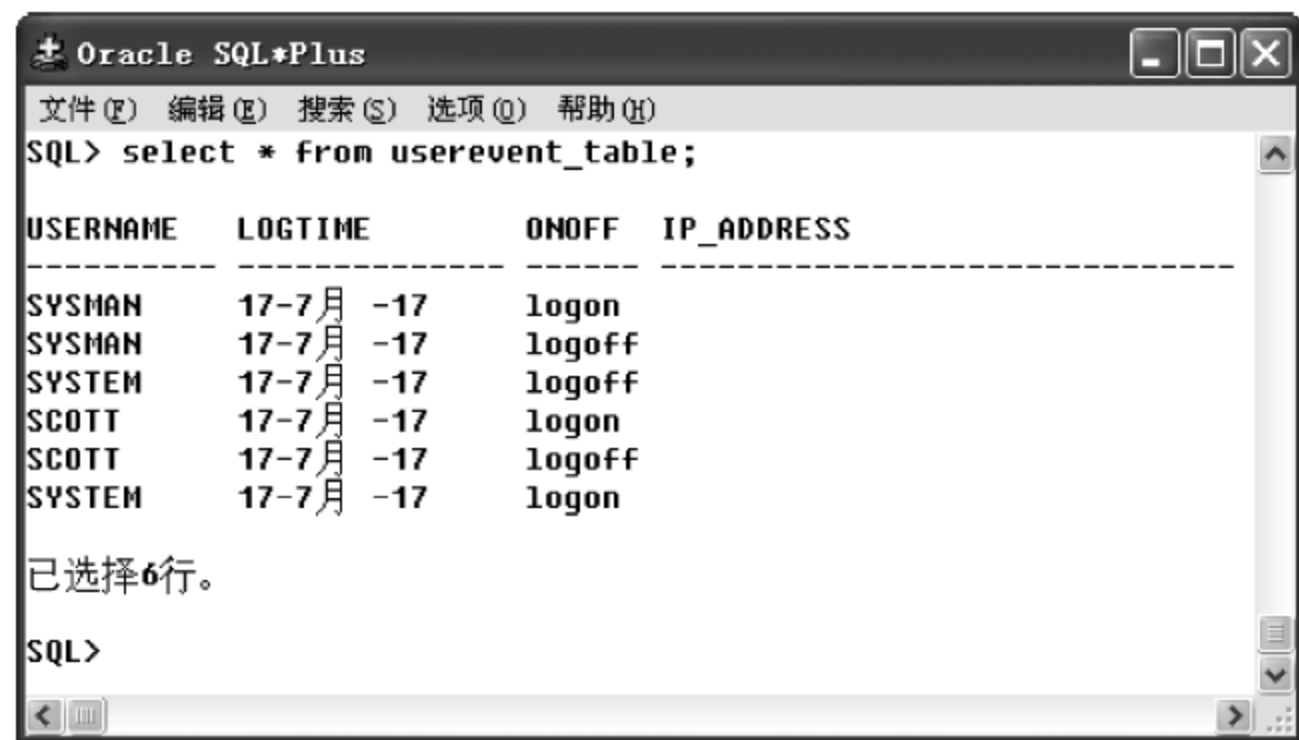 Oracle SQL*Plus
文件(F) 编辑(E) 搜索(S) 选项(O) 帮助(H)
SQL> select * from userevent_table;
USERNAME LOGTIME ONOFF IP_ADDRESS
---------- -------------- ------ ------------------------------
SYSMAN 17-7月 -17 logon
SYSMAN 17-7月 -17 logoff
SYSTEM 17-7月 -17 logoff
SCOTT 17-7月 -17 logon
SCOTT 17-7月 -17 logoff
SYSTEM 17-7月 -17 logon
已选择6行。
SQL>